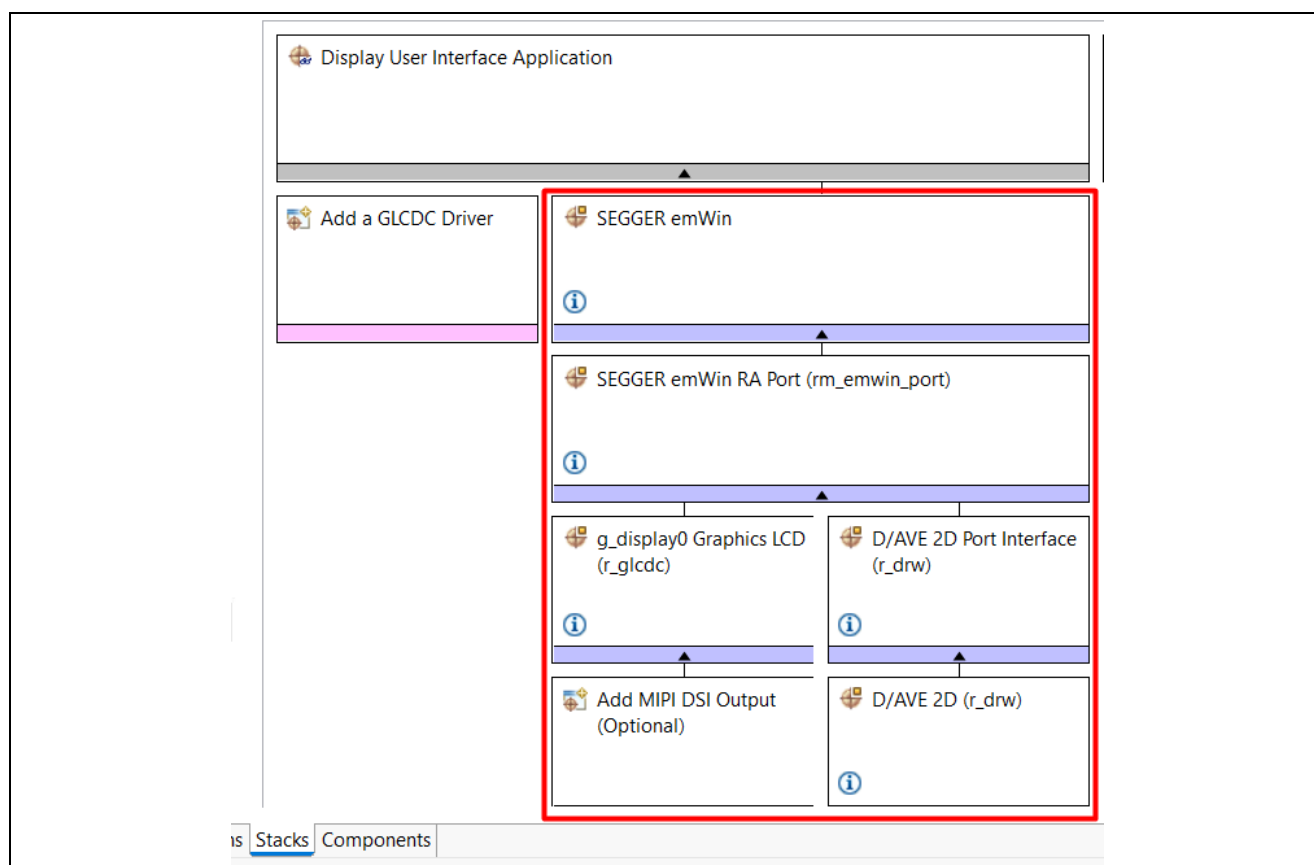 Display User Interface Application
Add a GLCDC Driver
SEGGER emWin
SEGGER emWin RA Port (rm_emwin_port)
g_display0 Graphics LCD
(r_glcdc)
D/AVE 2D Port Interface
(r_drw)
Add MIPI DSI Output
(Optional)
D/AVE 2D (r_drw)
Stacks Components